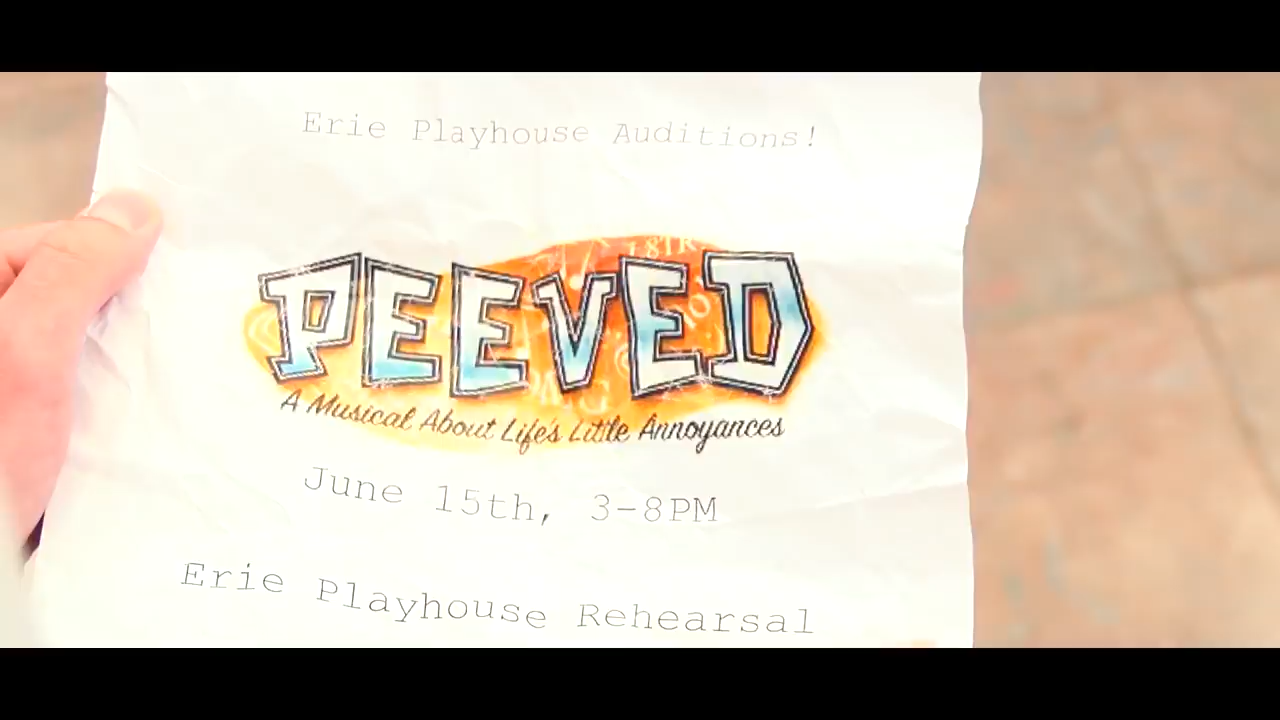 Erie Playhouse Auditions!
PEEVED
A Musical About Life's Little Annoyances
June 15th, 3-8PM
Erie Playhouse Rehearsal